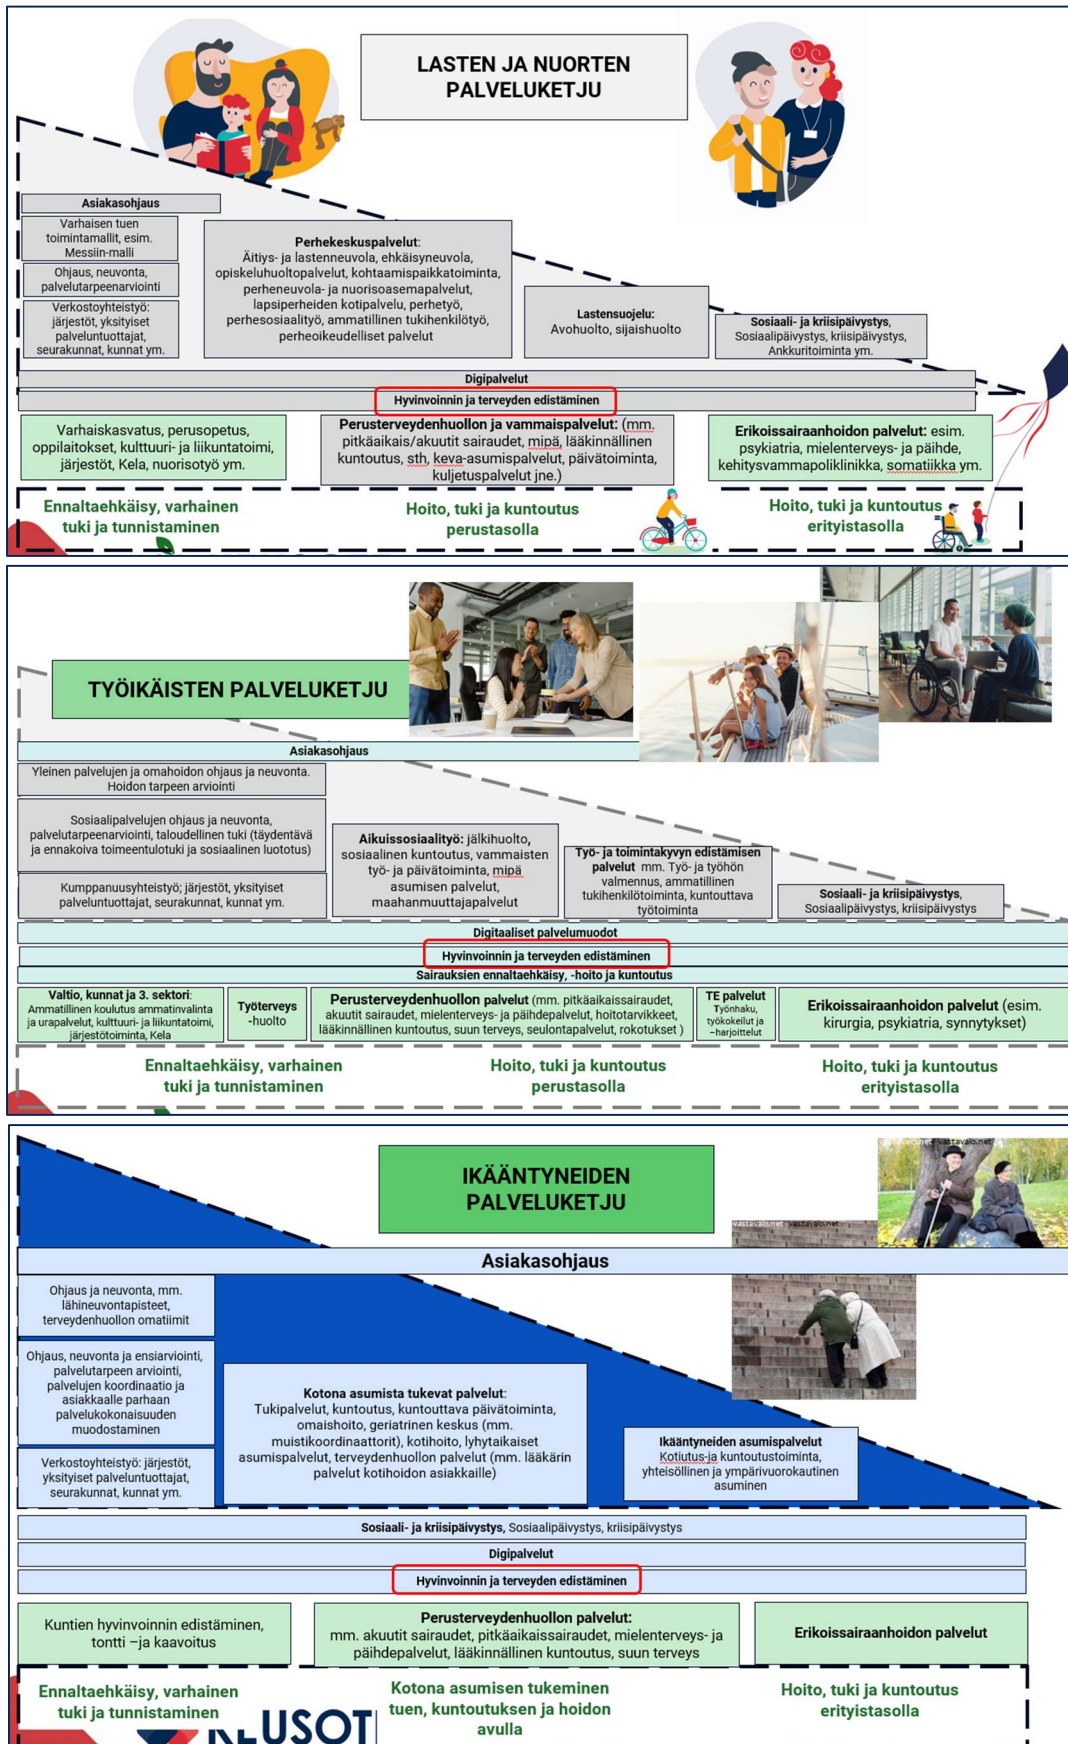 LASTEN JA NUORTEN
PALVELUKETJU
Asiakasohjaus
Varhaisen tuen
toimintamallit, esim.
Messiin-malli
Ohjaus, neuvonta,
palvelutarpeenarviointi
Verkostoyhteistyö:
järjestöt, yksityiset
palveluntuottajat,
seurakunnat, kunnat ym.
Perhekeskuspalvelut:
Äitiys- ja lastenneuvola, ehkäisyneuvola,
opiskeluhuoltopalvelut, kohtaamispaikkatoiminta,
perheneuvola- ja nuorisoasemapalvelut,
lapsiperheiden kotipalvelu, perhetyö,
perhesosiaalityö, ammatillinen tukihenkilötyö,
perheoikeudelliset palvelut
Lastensuojelu:
Avohuolto, sijaishuolto
Sosiaali- ja kriisipäivystys,
Sosiaalipäivystys, kriisipäivystys,
Ankkuritoiminta ym.
Digipalvelut
Hyvinvoinnin ja terveyden edistäminen
Varhaiskasvatus, perusopetus,
oppilaitokset, kulttuuri- ja liikuntatoimi,
järjestöt, Kela, nuorisotyö ym.
Perusterveydenhuollon ja vammaispalvelut: (mm.
pitkäaikais/akuutit sairaudet, mipä, lääkinnällinen
kuntoutus, sth, keva-asumispalvelut, päivätoiminta,
kuljetuspalvelut jne.)
Erikoissairaanhoidon palvelut: esim.
psykiatria, mielenterveys- ja päihde,
kehitysvammapoliklinikka, somatiikka ym.
Ennaltaehkäisy, varhainen
tuki ja tunnistaminen
Hoito, tuki ja kuntoutus
perustasolla
Hoito, tuki ja kuntoutus
erityistasolla
TYÖIKÄISTEN PALVELUKETJU
Asiakasohjaus
Yleinen palvelujen ja omahoidon ohjaus ja neuvonta.
Hoidon tarpeen arviointi
Sosiaalipalvelujen ohjaus ja neuvonta,
palvelutarpeenarviointi, taloudellinen tuki (täydentävä
ja ennakoiva toimeentulotuki ja sosiaalinen luototus)
Kumppanuusyhteistyö; järjestöt, yksityiset
palveluntuottajat, seurakunnat, kunnat ym.
Aikuissosiaalityö: jälkihuolto,
sosiaalinen kuntoutus, vammaisten
työ- ja päivätoiminta, mipä
asumisen palvelut,
maahanmuuttajapalvelut
Työ- ja toimintakyvyn edistämisen
palvelut mm. Työ- ja työhön
valmennus, ammatillinen
tukihenkilötoiminta, kuntouttava
työtoiminta
Sosiaali- ja kriisipäivystys,
Sosiaalipäivystys, kriisipäivystys
Digitaaliset palvelumuodot
Hyvinvoinnin ja terveyden edistäminen
Sairauksien ennaltaehkäisy, -hoito ja kuntoutus
Valtio, kunnat ja 3. sektori:
Ammatillinen koulutus ammatinvalinta
ja urapalvelut, kulttuuri- ja liikuntatoimi,
järjestötoiminta, Kela
Työterveys
-huolto
Perusterveydenhuollon palvelut (mm. pitkäaikaissairaudet,
akuutit sairaudet, mielenterveys- ja päihdepalvelut, hoitotarvikkeet,
lääkinnällinen kuntoutus, suun terveys, seulontapalvelut, rokotukset )
TE palvelut
Työnhaku,
työkokeilut ja
–harjoittelut
Erikoissairaanhoidon palvelut (esim.
kirurgia, psykiatria, synnytykset)
Ennaltaehkäisy, varhainen
tuki ja tunnistaminen
Hoito, tuki ja kuntoutus
perustasolla
Hoito, tuki ja kuntoutus
erityistasolla
IKÄÄNTYNEIDEN
PALVELUKETJU
vastavalo.net
vastavalo.net vastavalo.net
Asiakasohjaus
Ohjaus ja neuvonta, mm.
lähineuvontapisteet,
terveydenhuollon omatiimit
Ohjaus, neuvonta ja ensiarviointi,
palvelutarpeen arviointi,
palvelujen koordinaatio ja
asiakkaalle parhaan
palvelukokonaisuuden
muodostaminen
Verkostoyhteistyö: järjestöt,
yksityiset palveluntuottajat,
seurakunnat, kunnat ym.
Kotona asumista tukevat palvelut:
Tukipalvelut, kuntoutus, kuntouttava päivätoiminta,
omaishoito, geriatrinen keskus (mm.
muistikoordinaattorit), kotihoito, lyhytaikaiset
asumispalvelut, terveydenhuollon palvelut (mm. lääkärin
palvelut kotihoidon asiakkaille)
Ikääntyneiden asumispalvelut
Kotiutus-ja kuntoutustoiminta,
yhteisöllinen ja ympärivuorokautinen
asuminen
Sosiaali- ja kriisipäivystys, Sosiaalipäivystys, kriisipäivystys
Digipalvelut
Hyvinvoinnin ja terveyden edistäminen
Kuntien hyvinvoinnin edistäminen,
tontti –ja kaavoitus
Perusterveydenhuollon palvelut:
mm. akuutit sairaudet, pitkäaikaissairaudet, mielenterveys- ja
päihdepalvelut, lääkinnällinen kuntoutus, suun terveys
Erikoissairaanhoidon palvelut
Ennaltaehkäisy, varhainen
tuki ja tunnistaminen
Kotona asumisen tukeminen
tuen, kuntoutuksen ja hoidon
avulla
Hoito, tuki ja kuntoutus
erityistasolla
KEUSOT